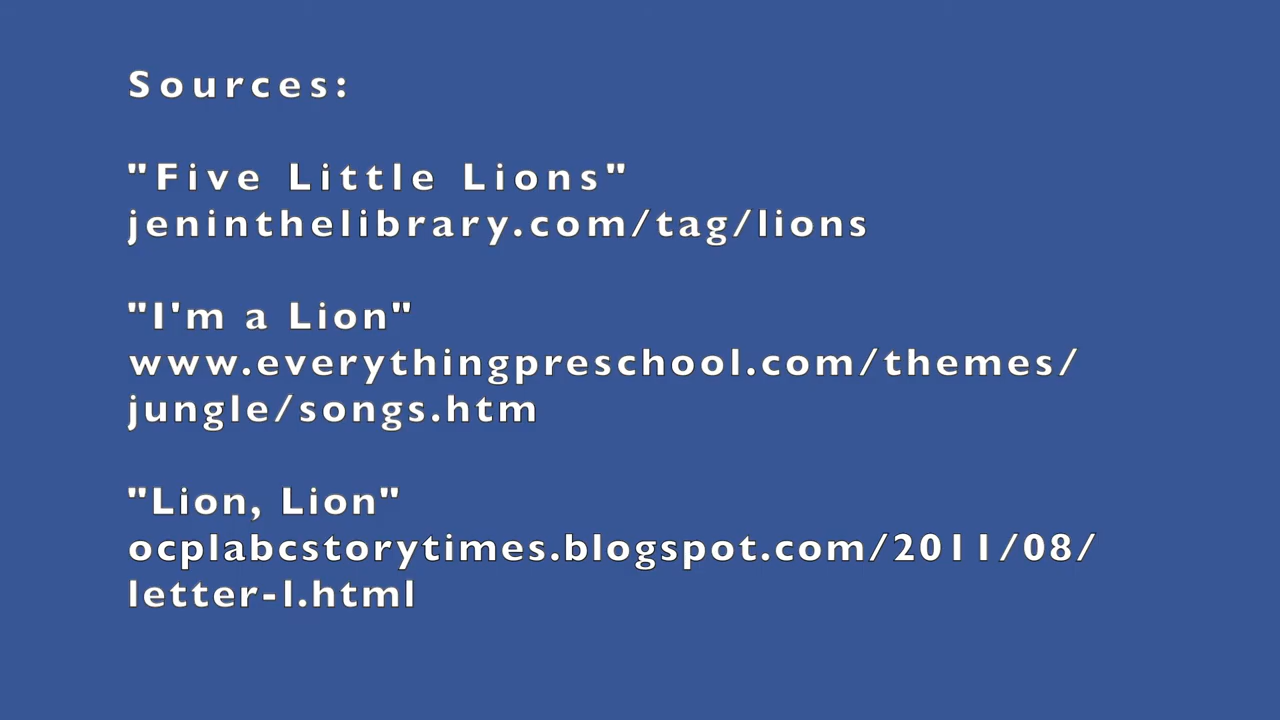 Sources:
"Five Little Lions"
jeninthelibrary.com/tag/lions
"I'm a Lion"
www.everythingpreschool.com/themes/
jungle/songs.htm
"Lion, Lion"
ocplabcstorytimes.blogspot.com/2011/08/
letter-l.html